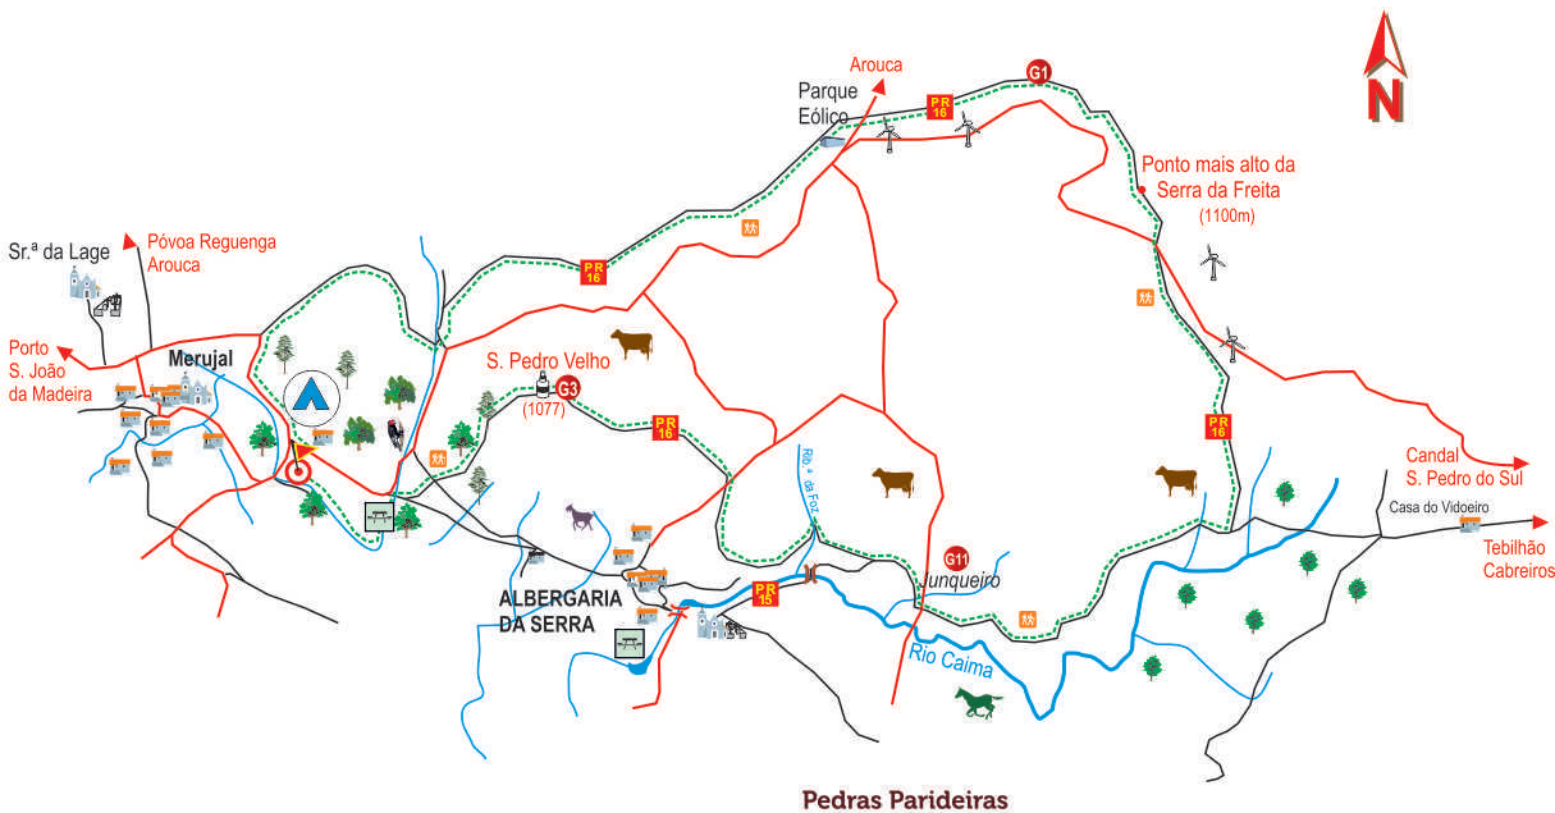 N
Arouca
G1
Parque
Eólico
PR
16
Ponto mais alto da
Serra da Freita
(1100m)
Sr.ª da Lage
Póvoa Reguenga
Arouca
PR
16
Porto
S. João
da Madeira
Merujal
S. Pedro Velho
G3
(1077)
PR
16
PR
16
Rib.ª da Foz
Candal
S. Pedro do Sul
Casa do Vidoeiro
Tebilhão
Cabreiros
G11
Junqueiro
PR
15
ALBERGARIA
DA SERRA
Rio Caima
Pedras Parideiras